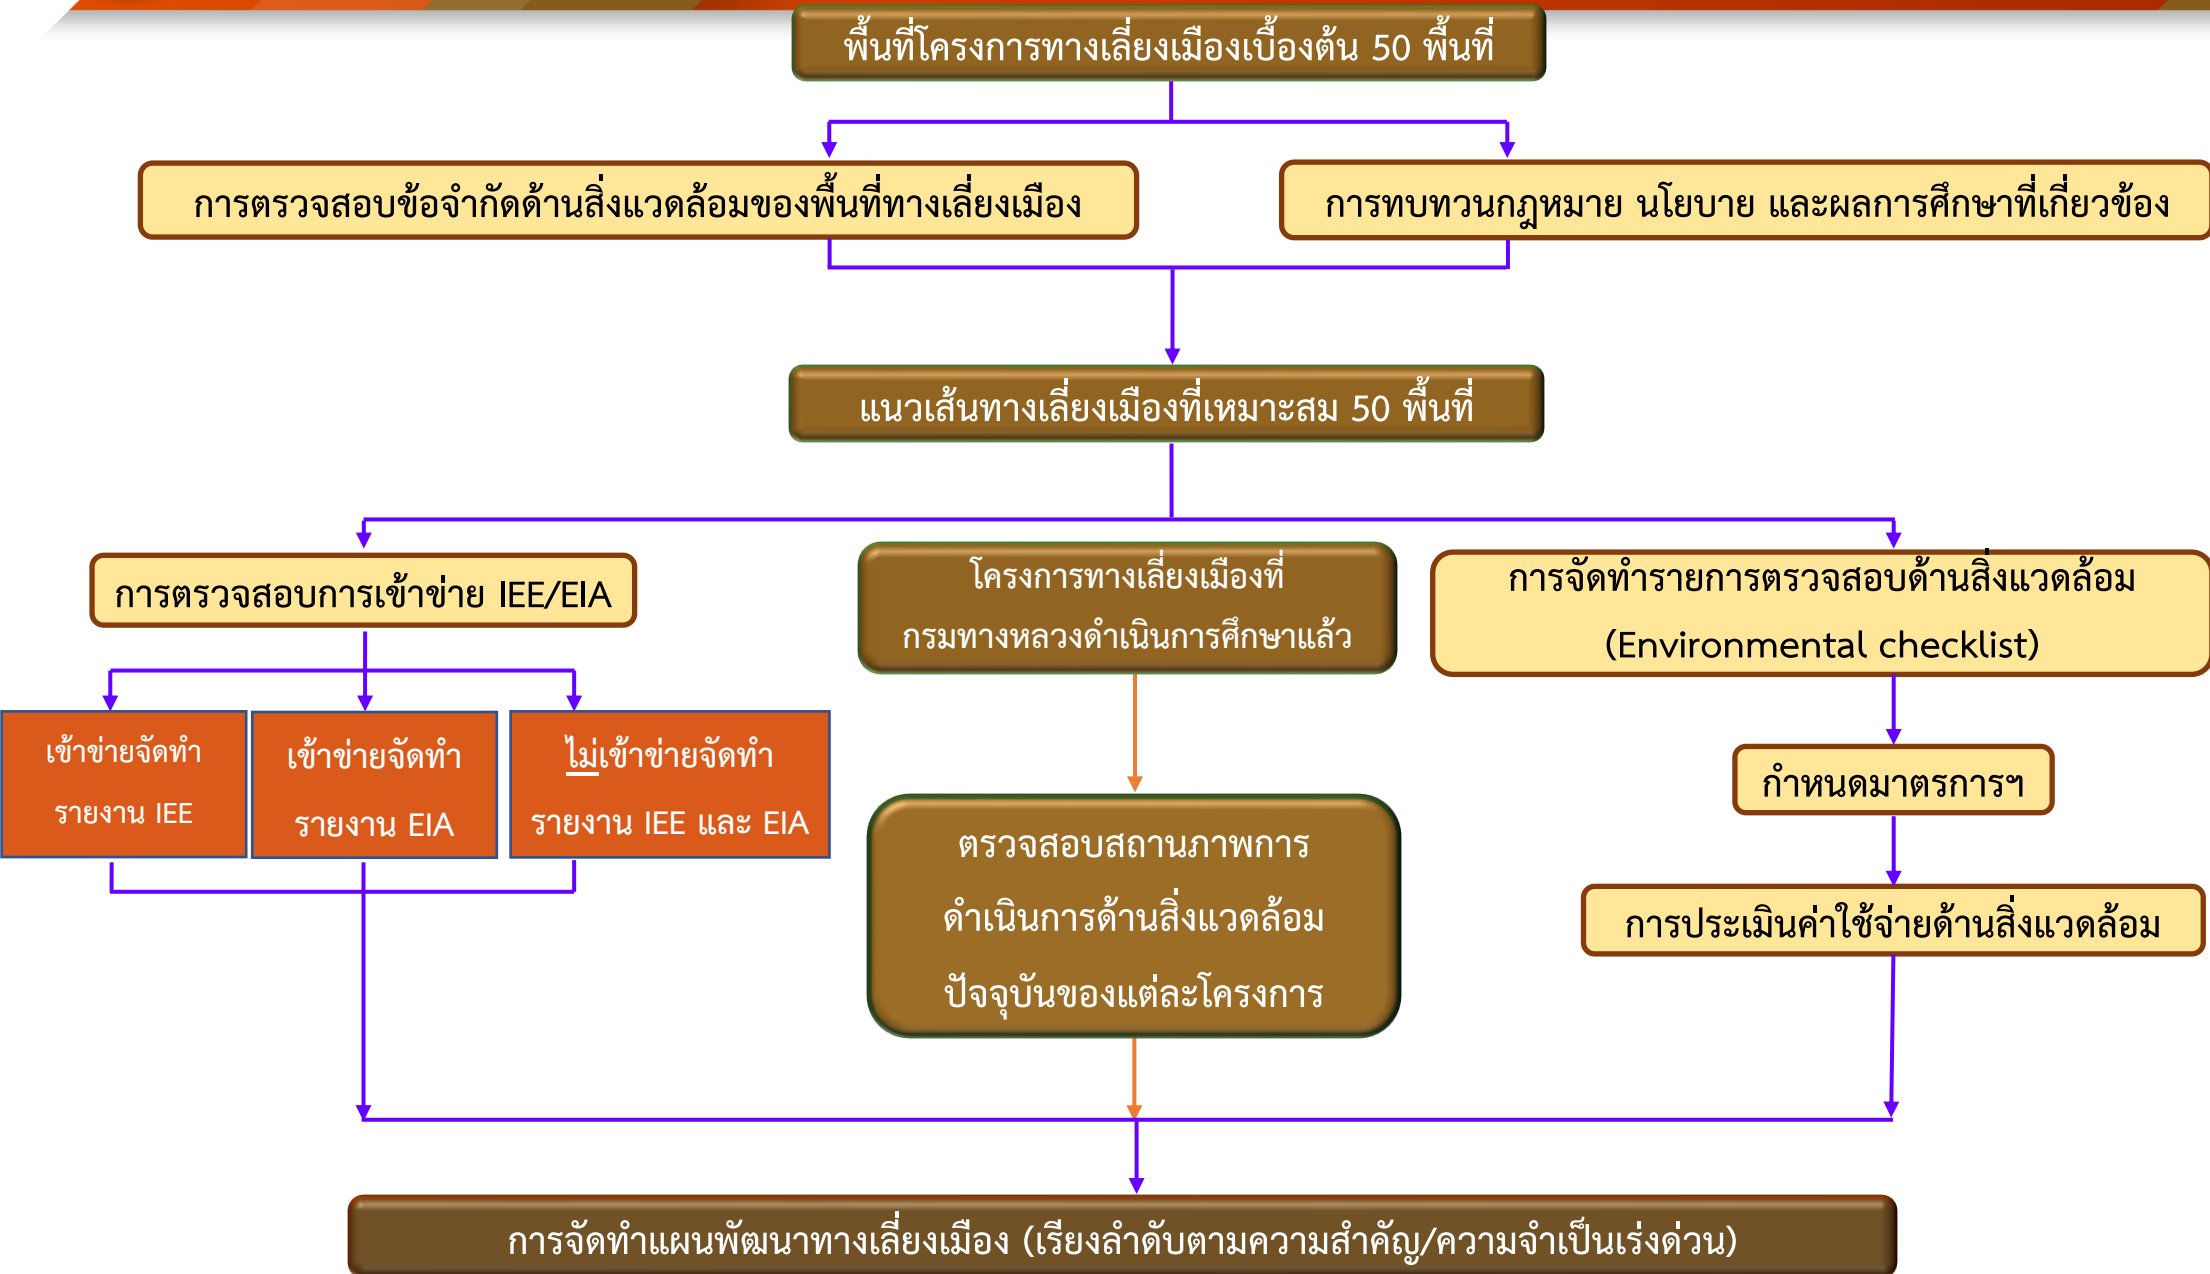 พื้นที่โครงการทางเลี่ยงเมืองเบื้องต้น 50 พื้นที่
การตรวจสอบข้อจำกัดด้านสิ่งแวดล้อมของพื้นที่ทางเลี่ยงเมือง
การทบทวนกฎหมาย นโยบาย และผลการศึกษาที่เกี่ยวข้อง
แนวเส้นทางเลี่ยงเมืองที่เหมาะสม 50 พื้นที่
การตรวจสอบการเข้าข่าย IEE/EIA
โครงการทางเลี่ยงเมืองที่
กรมทางหลวงดำเนินการศึกษาแล้ว
การจัดทำรายการตรวจสอบด้านสิ่งแวดล้อม
(Environmental checklist)
เข้าข่ายจัดทำ
รายงาน IEE
เข้าข่ายจัดทำ
รายงาน EIA
ไม่เข้าข่ายจัดทำ
รายงาน IEE และ EIA
ตรวจสอบสถานภาพการ
ดำเนินการด้านสิ่งแวดล้อม
ปัจจุบันของแต่ละโครงการ
กำหนดมาตรการฯ
การประเมินค่าใช้จ่ายด้านสิ่งแวดล้อม
การจัดทำแผนพัฒนาทางเลี่ยงเมือง (เรียงลำดับตามความสำคัญ/ความจำเป็นเร่งด่วน)